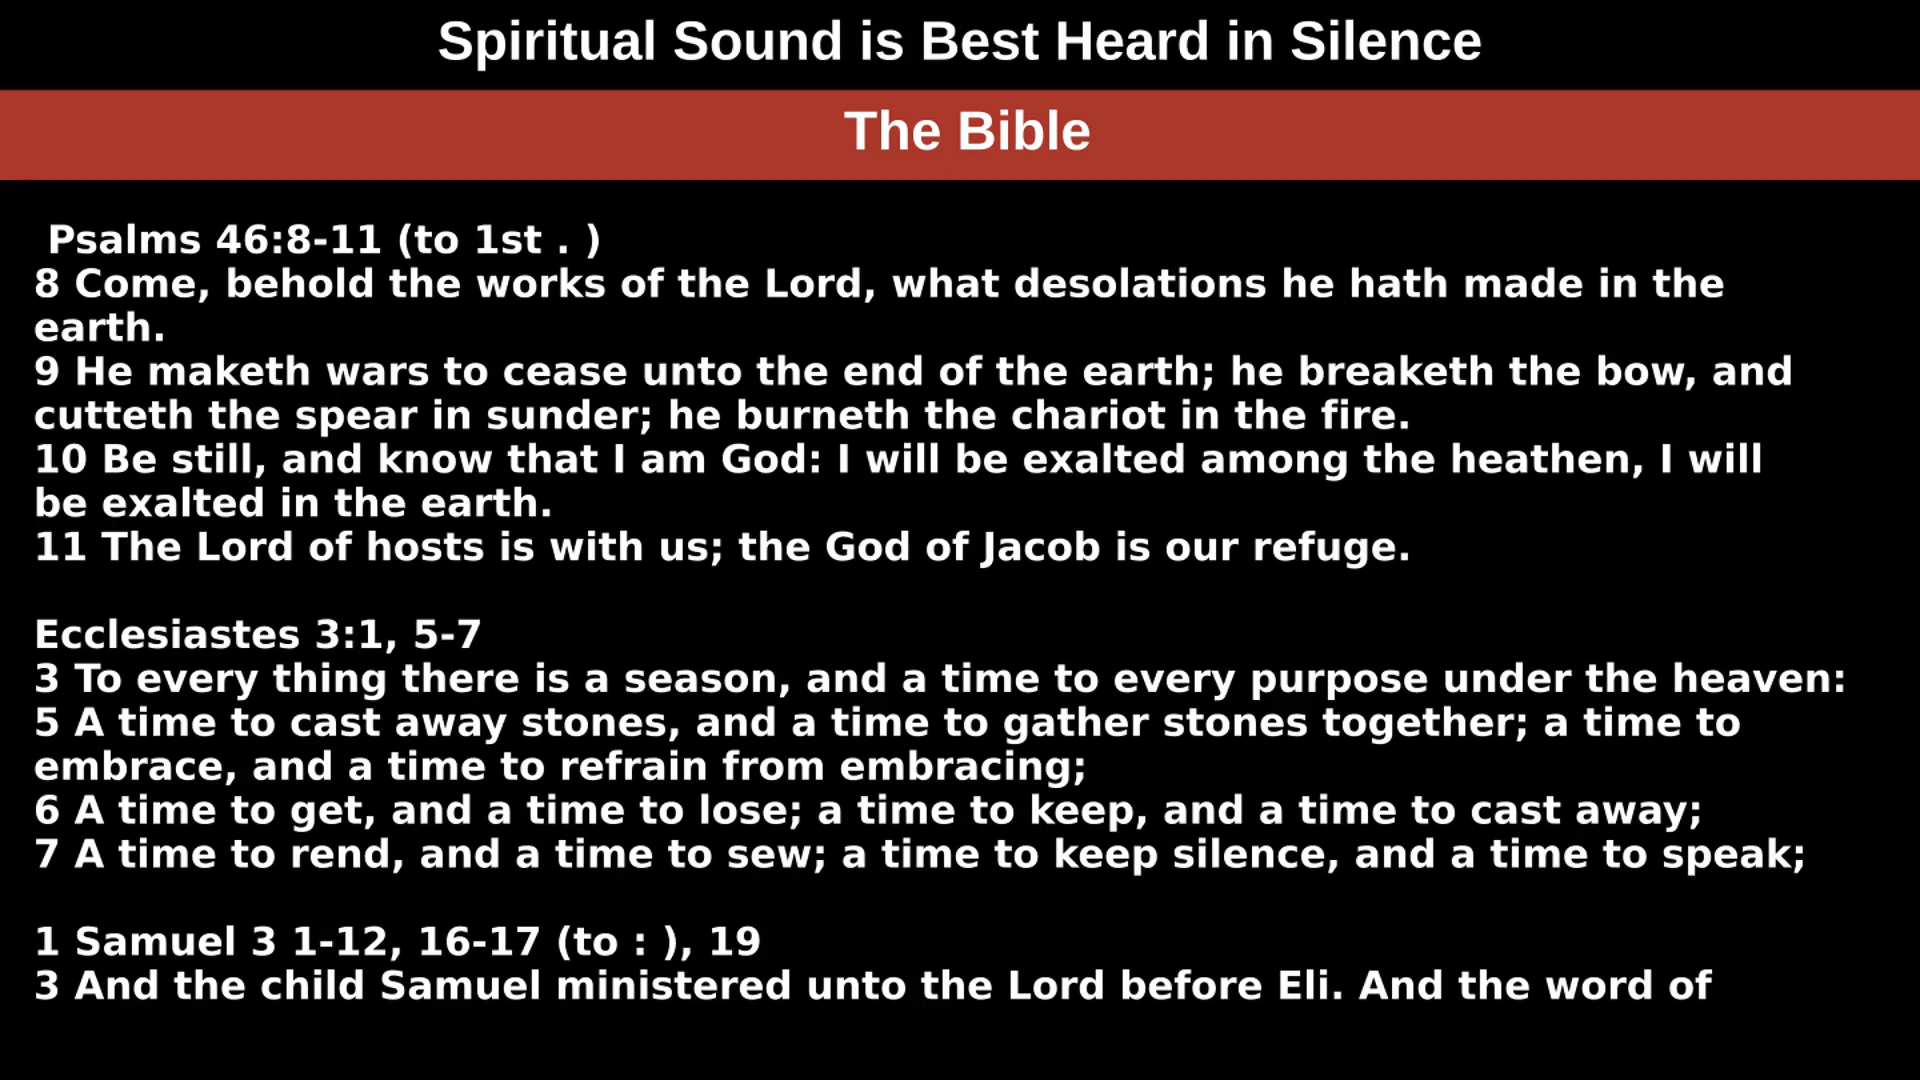 Spiritual Sound is Best Heard in Silence
The Bible
Psalms 46:8-11 (to 1st . )
8 Come, behold the works of the Lord, what desolations he hath made in the
earth.
9 He maketh wars to cease unto the end of the earth; he breaketh the bow, and
cutteth the spear in sunder; he burneth the chariot in the fire.
10 Be still, and know that I am God: I will be exalted among the heathen, I will
be exalted in the earth.
11 The Lord of hosts is with us; the God of Jacob is our refuge.
Ecclesiastes 3:1, 5-7
3 To every thing there is a season, and a time to every purpose under the heaven:
5 A time to cast away stones, and a time to gather stones together; a time to
embrace, and a time to refrain from embracing;
6 A time to get, and a time to lose; a time to keep, and a time to cast away;
7 A time to rend, and a time to sew; a time to keep silence, and a time to speak;
1 Samuel 3 1-12, 16-17 (to : ), 19
3 And the child Samuel ministered unto the Lord before Eli. And the word of